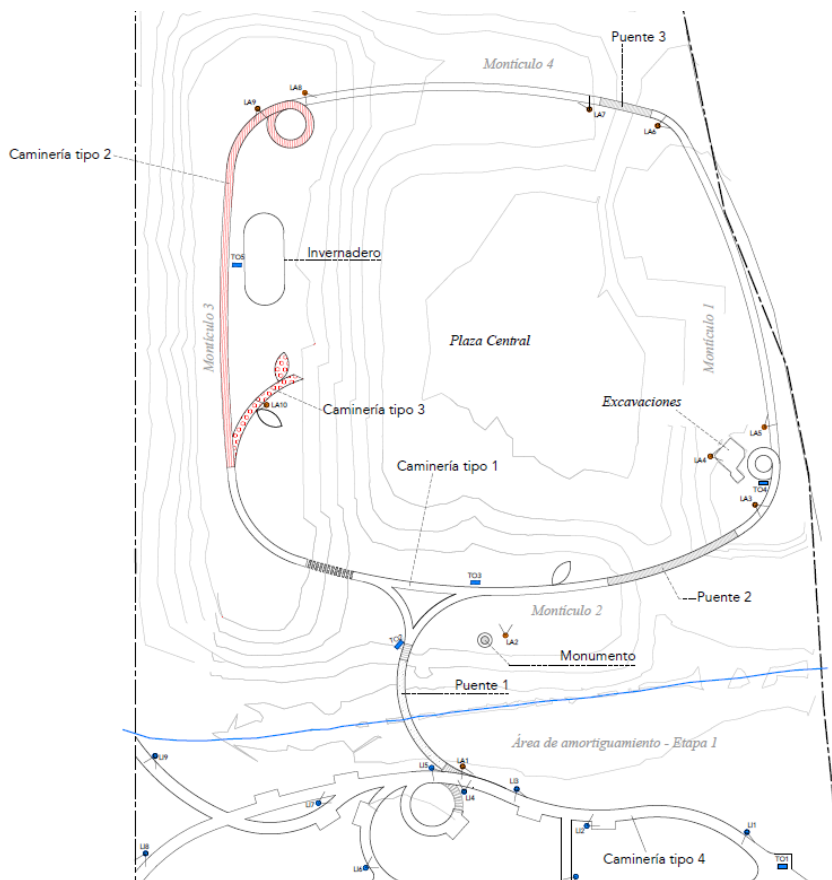 Puente 3
Montículo 4
LA8
LA9
LA7
LA6
Caminería tipo 2
Invernadero
TO5
Montículo 3
Montículo 1
Plaza Central
LA10
Caminería tipo 3
Excavaciones
LA5
LA4
Caminería tipo 1
TO4
LA3
TO3
Montículo 2
Puente 2
TO2
LA2
Monumento
Puente 1
Área de amortiguamiento - Etapa 1
LI9
LI5
LA1
LI3
LI7
LI4
LI2
LI1
LI8
Caminería tipo 4
TO1
LI6